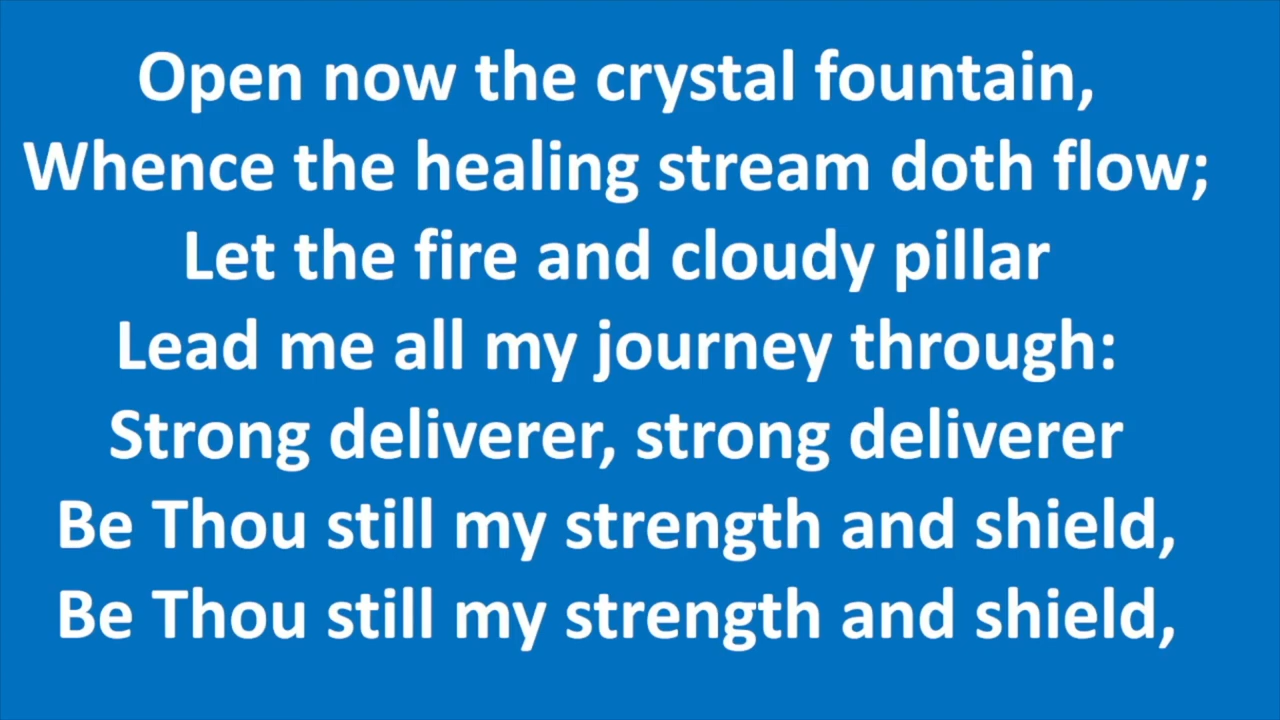 Open now the crystal fountain,
Whence the healing stream doth flow;
Let the fire and cloudy pillar
Lead me all my journey through:
Strong deliverer, strong deliverer
Be Thou still my strength and shield,
Be Thou still my strength and shield,